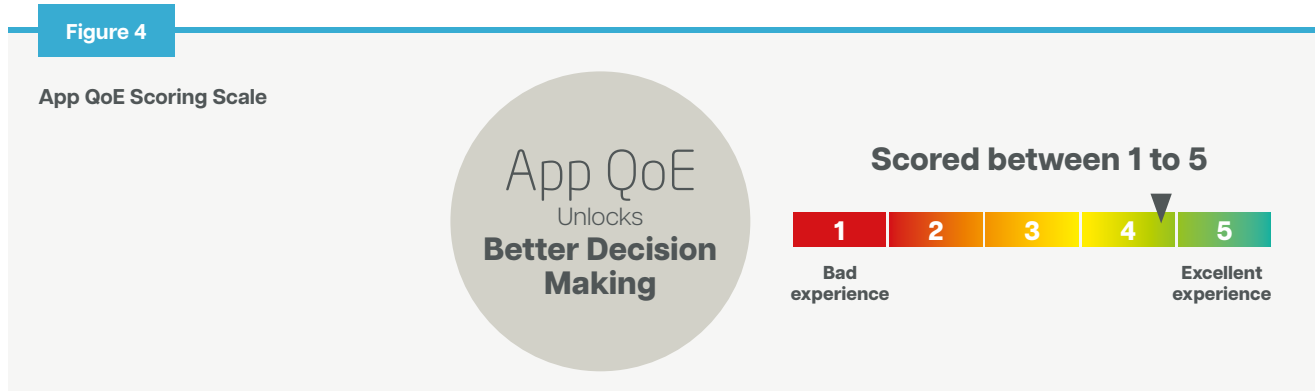 Figure 4
App QoE Scoring Scale
App QoE
Unlocks
Better Decision
Making
Scored between 1 to 5
1 2 3 4 5
Bad
experience
Excellent
experience